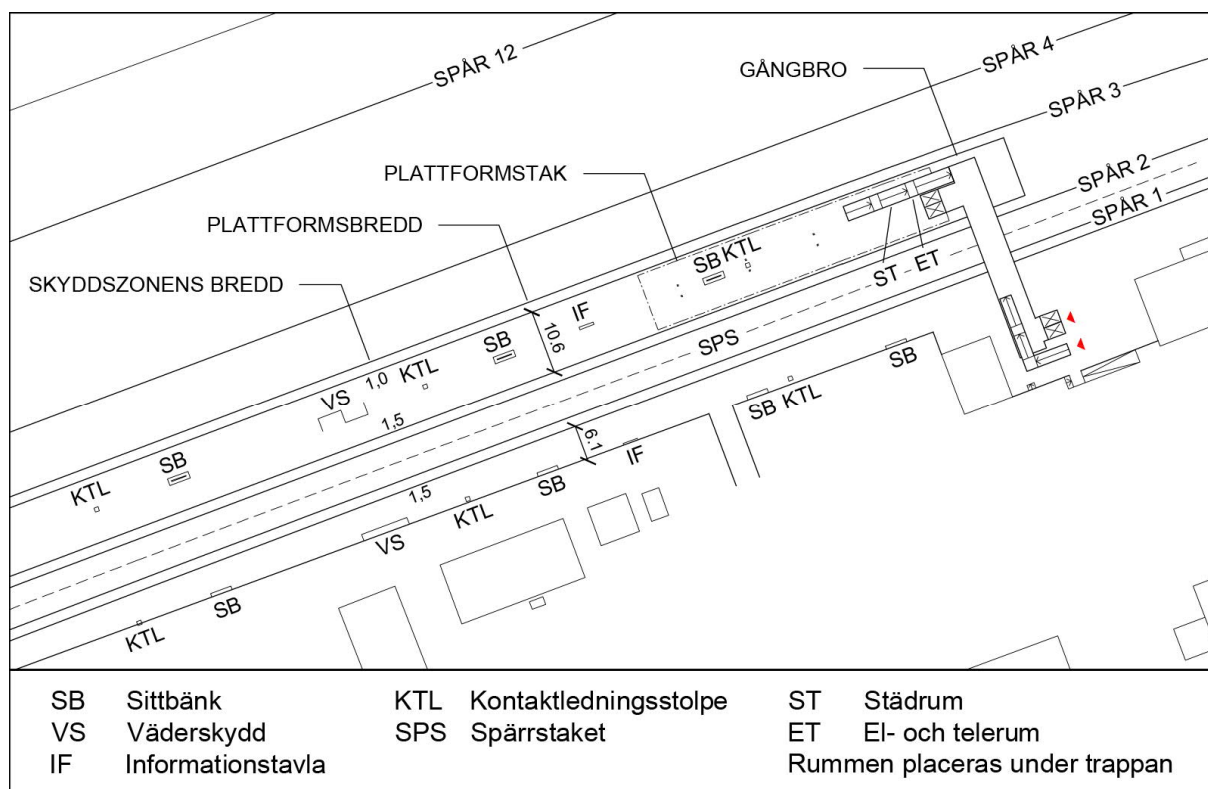 SPÅR 12
SPÅR 4
GÅNGBRO
SPÅR 3
PLATTFORMSTAK
SPÅR 2
SPÅR 1
PLATTFORMSBREDD
SKYDDSZONENS BREDD
SB
KTL
ST
ET
IF
10.6
SPS
SB
KTL
1,0
VS
1,5
SB
SB
KTL
6.1
IF
SB
KTL
SB
1,5
KTL
VS
SB
KTL
SB Sittbänk
VS Väderskydd
IF Informationstavla
KTL Kontaktledningsstolpe
SPS Spärrstaket
ST Städrum
ET El- och telerum
Rummen placeras under trappan